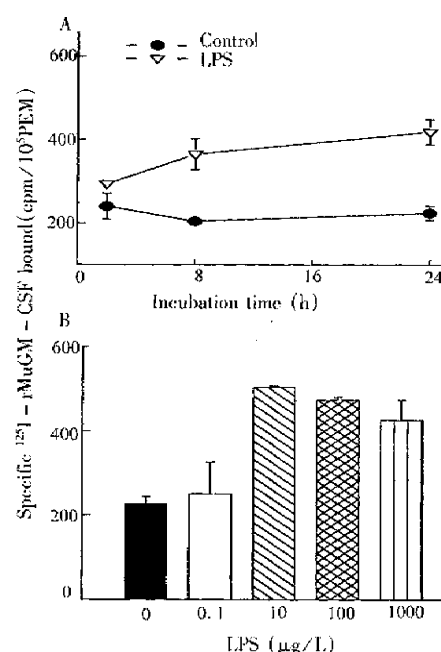 A
Control
LPS
600
400
200
0
8
16
24
Incubation time (h)
Specific ¹²⁵I - rMuGM - CSF bound (cpm/10⁵PEM)
B
600
400
200
0
0
0.1
10
100
1000
LPS (μg/L)